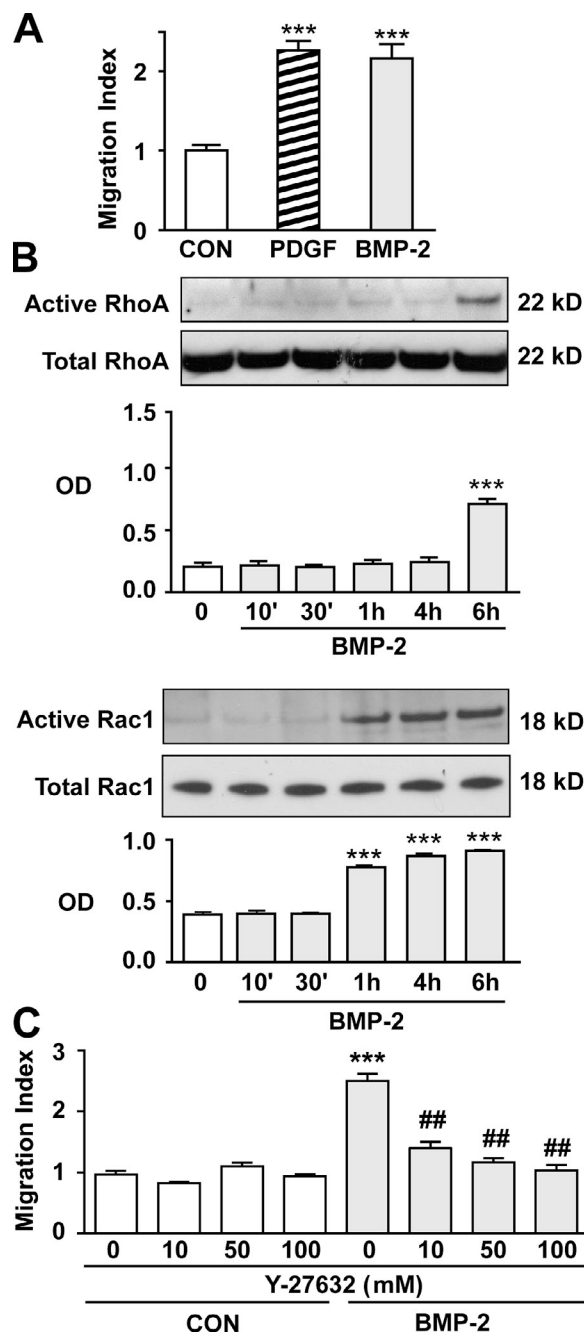 A
Migration Index
2
1
0
*** ***
CON PDGF BMP-2
B
Active RhoA 22 kD
Total RhoA 22 kD
OD
1.5
1.0
0.5
0.0
***
0 10' 30' 1h 4h 6h
BMP-2
Active Rac1 18 kD
Total Rac1 18 kD
OD
1.0
0.5
0.0
*** *** ***
0 10' 30' 1h 4h 6h
BMP-2
C
Migration Index
3
2
1
0
*** ## ## ##
0 10 50 100 0 10 50 100
Y-27632 (mM)
CON BMP-2